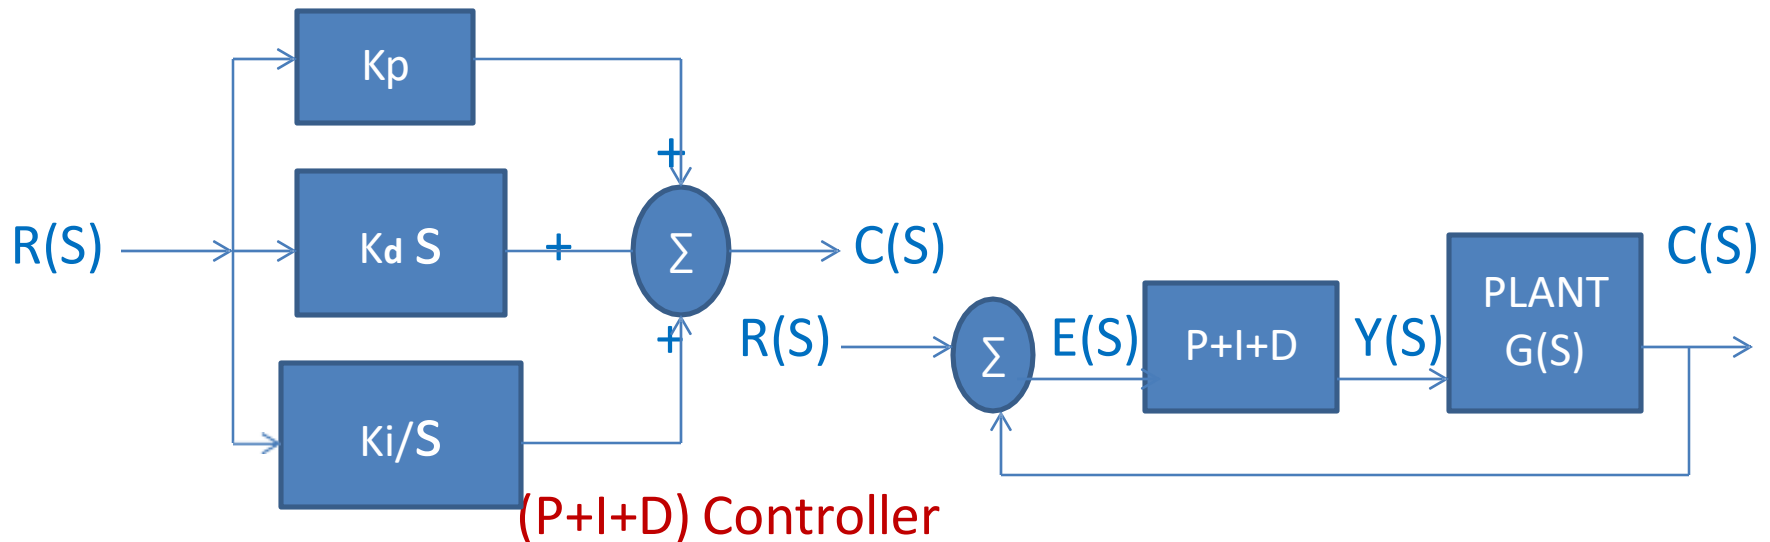 Kp
+
R(S)
Kd S
+
Σ
C(S)
+
Ki/S
(P+I+D) Controller
R(S)
Σ
E(S)
P+I+D
Y(S)
PLANT
G(S)
C(S)